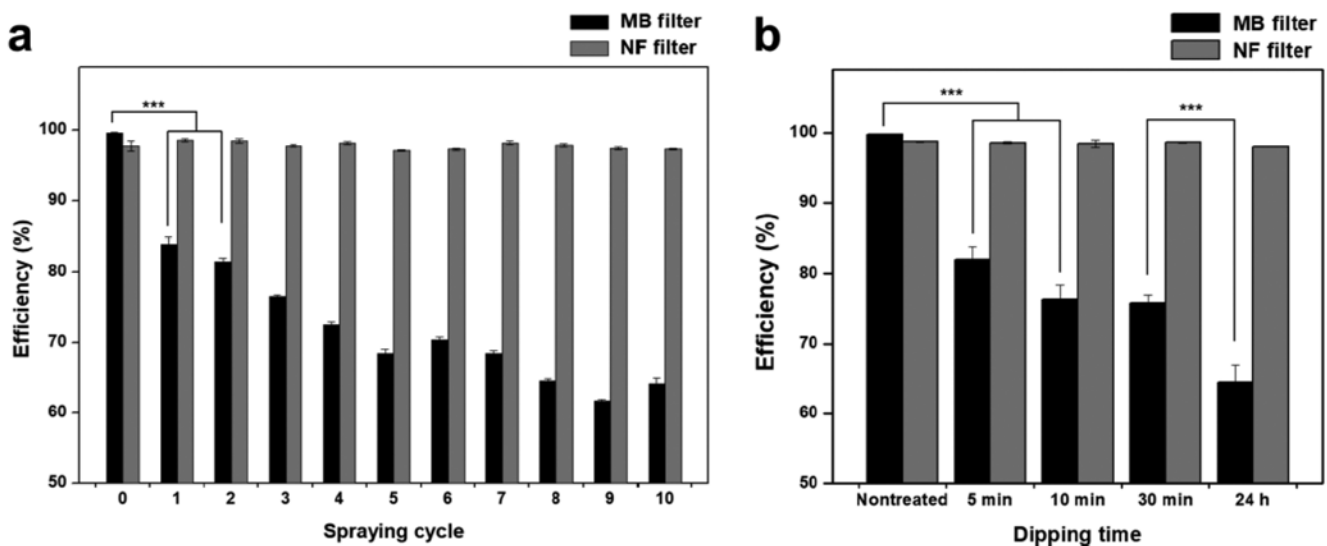 a
MB filter
NF filter
***
Efficiency (%)
100
90
80
70
60
50
0 1 2 3 4 5 6 7 8 9 10
Spraying cycle
b
MB filter
NF filter
***
***
Efficiency (%)
100
90
80
70
60
50
Nontreated 5 min 10 min 30 min 24 h
Dipping time